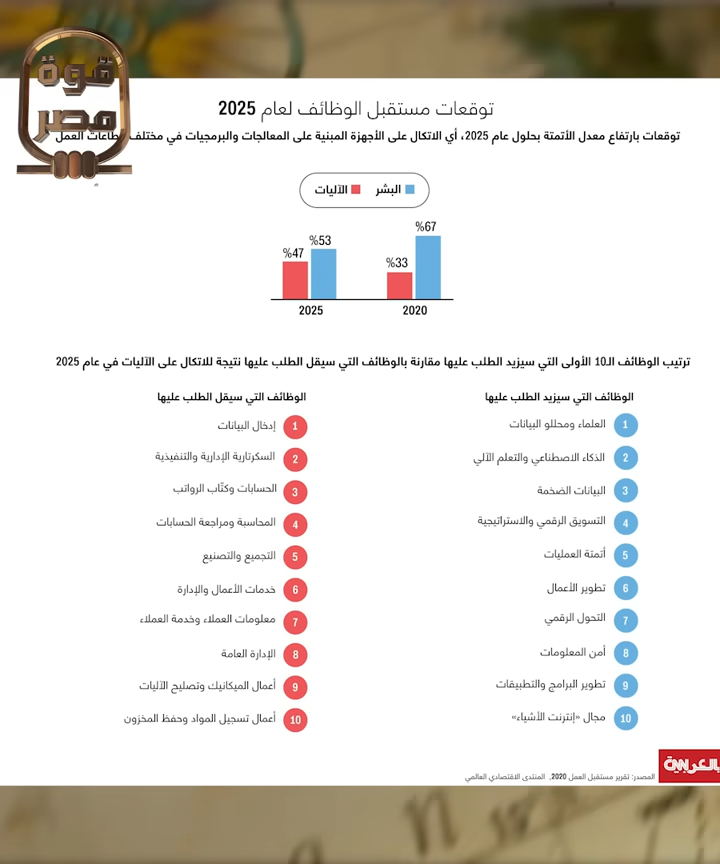 قوة
مصر
توقعات مستقبل الوظائف لعام 2025
توقعات بارتفاع معدل الأتمتة بحلول عام 2025، أي الاتكال على الأجهزة المبنية على المعالجات والبرمجيات في مختلف قطاعات العمل
البشر
الآليات
%47
%53
%33
%67
2025
2020
ترتيب الوظائف الـ10 الأولى التي سيزيد الطلب عليها مقارنة بالوظائف التي سيقل الطلب عليها نتيجة للاتكال على الآليات في عام 2025
الوظائف التي سيزيد الطلب عليها
1 العلماء ومحللو البيانات
2 الذكاء الاصطناعي والتعلم الآلي
3 البيانات الضخمة
4 التسويق الرقمي والاستراتيجية
5 أتمتة العمليات
6 تطوير الأعمال
7 التحول الرقمي
8 أمن المعلومات
9 تطوير البرامج والتطبيقات
10 مجال «إنترنت الأشياء»
الوظائف التي سيقل الطلب عليها
1 إدخال البيانات
2 السكرتارية الإدارية والتنفيذية
3 الحسابات وكتّاب الرواتب
4 المحاسبة ومراجعة الحسابات
5 التجميع والتصنيع
6 خدمات الأعمال والإدارة
7 معلومات العملاء وخدمة العملاء
8 الإدارة العامة
9 أعمال الميكانيك وتصليح الآليات
10 أعمال تسجيل المواد وحفظ المخزون
CNN بالعربية
المصدر: تقرير مستقبل العمل 2020, المنتدى الاقتصادي العالمي